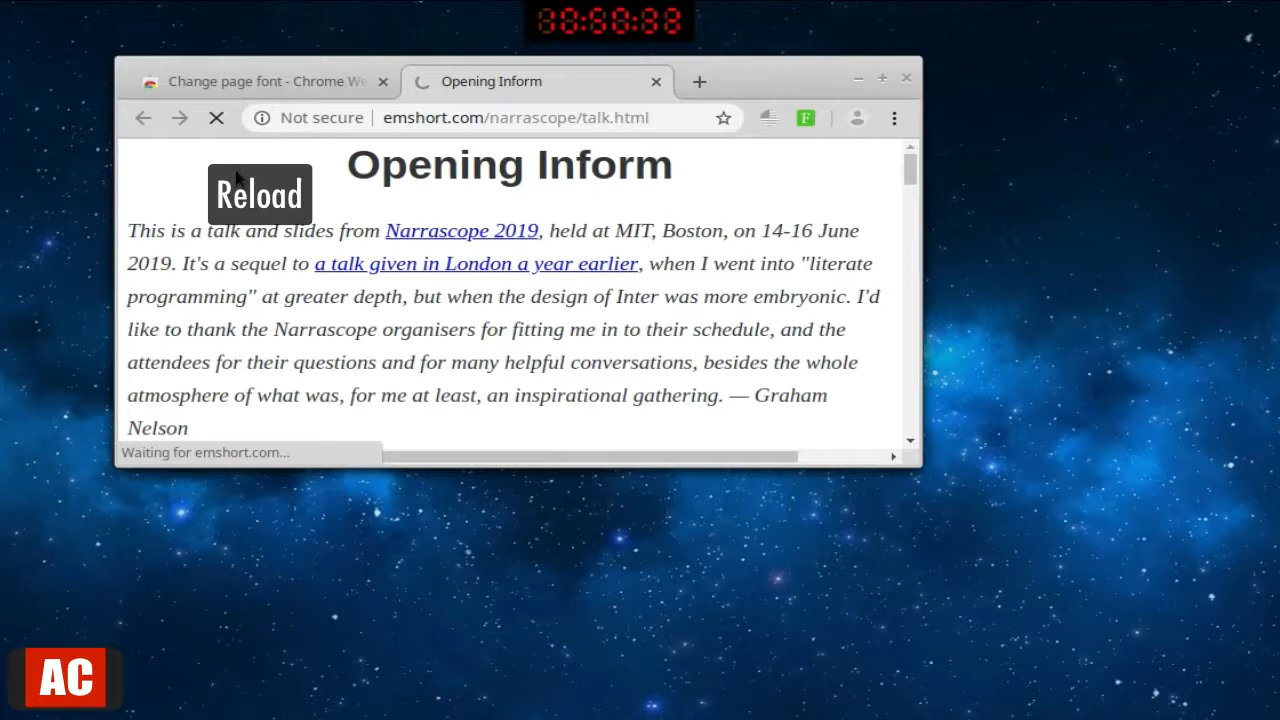 Change page font - Chrome We
Opening Inform
Not secure
emshort.com/narrascope/talk.html
F
Opening Inform
Reload
This is a talk and slides from Narrascope 2019, held at MIT, Boston, on 14-16 June
2019. It's a sequel to a talk given in London a year earlier, when I went into "literate
programming" at greater depth, but when the design of Inter was more embryonic. I'd
like to thank the Narrascope organisers for fitting me in to their schedule, and the
attendees for their questions and for many helpful conversations, besides the whole
atmosphere of what was, for me at least, an inspirational gathering. — Graham
Nelson
Waiting for emshort.com...
AC